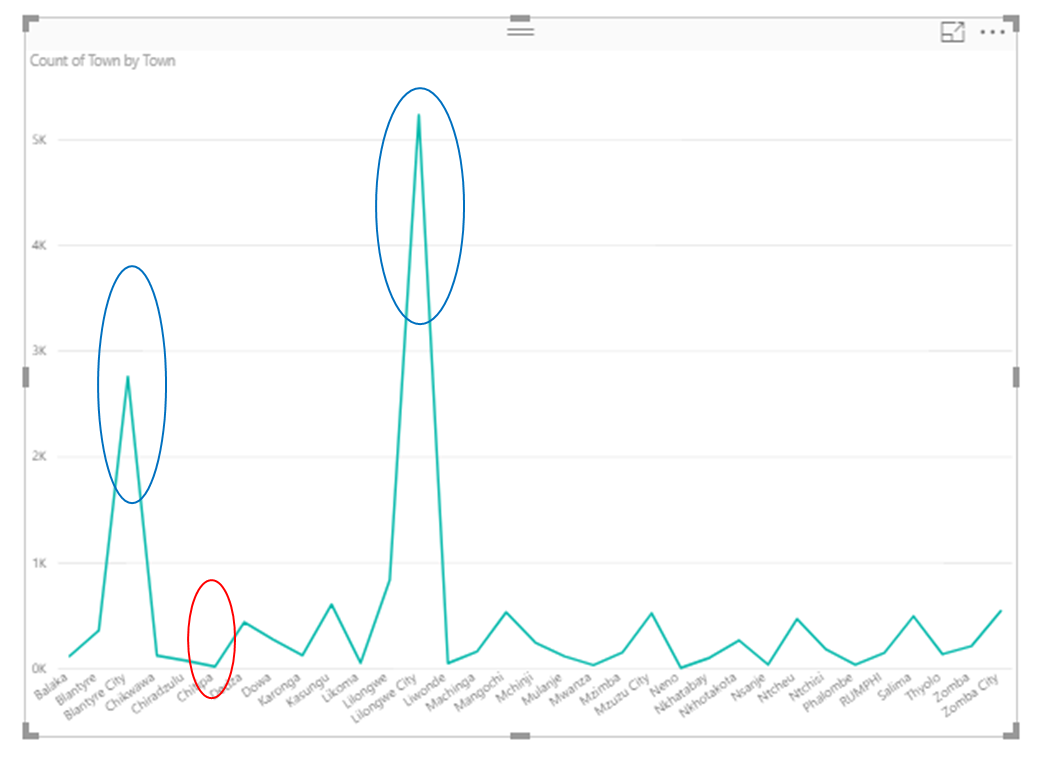 Count of Town by Town
5K
4K
3K
2K
1K
0K
Balaka
Blantyre
Blantyre City
Chikwawa
Chiradzulu
Chitipa
Dedza
Dowa
Karonga
Kasungu
Likoma
Lilongwe
Lilongwe City
Liwonde
Machinga
Mangochi
Mchinji
Mulanje
Mwanza
Mzimba
Mzuzu City
Neno
Nkhatabay
Nkhotakota
Nsanje
Ntcheu
Ntchisi
Phalombe
RUMPHI
Salima
Thyolo
Zomba
Zomba City